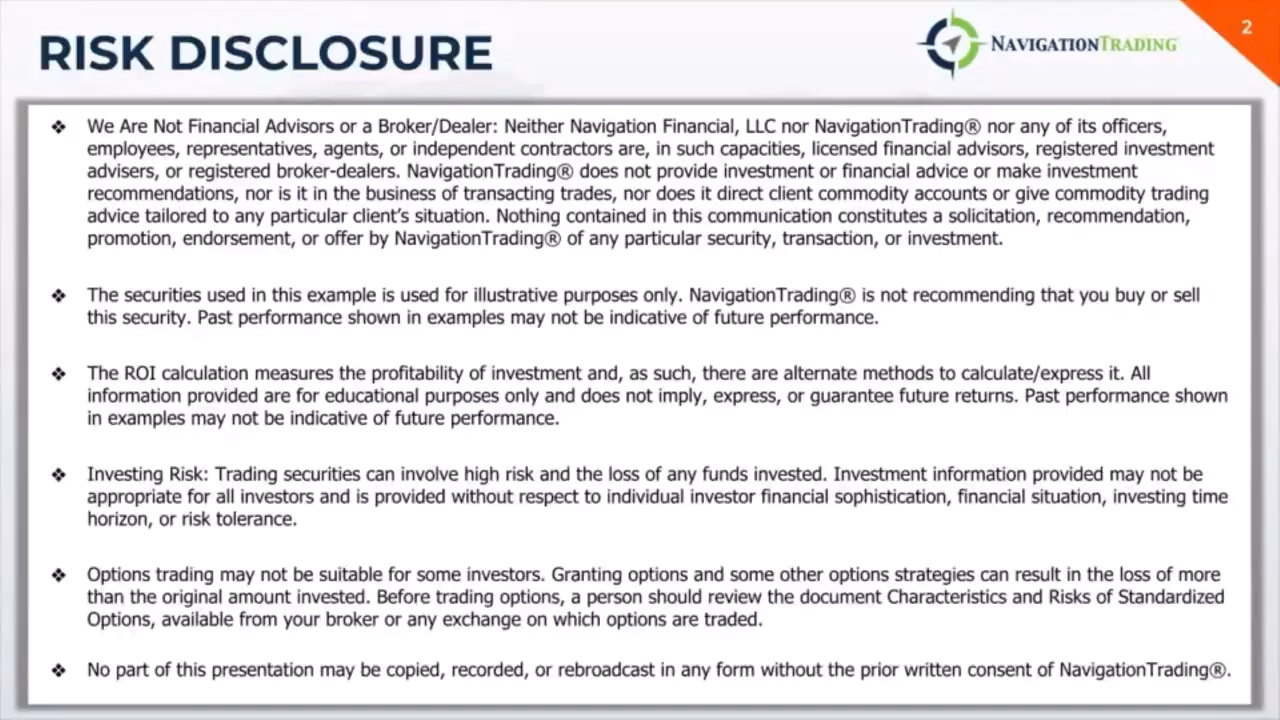 RISK DISCLOSURE
NAVIGATIONTRADING®
2
❖ We Are Not Financial Advisors or a Broker/Dealer: Neither Navigation Financial, LLC nor NavigationTrading® nor any of its officers,
employees, representatives, agents, or independent contractors are, in such capacities, licensed financial advisors, registered investment
advisers, or registered broker-dealers. NavigationTrading® does not provide investment or financial advice or make investment
recommendations, nor is it in the business of transacting trades, nor does it direct client commodity accounts or give commodity trading
advice tailored to any particular client's situation. Nothing contained in this communication constitutes a solicitation, recommendation,
promotion, endorsement, or offer by NavigationTrading® of any particular security, transaction, or investment.
❖ The securities used in this example is used for illustrative purposes only. NavigationTrading® is not recommending that you buy or sell
this security. Past performance shown in examples may not be indicative of future performance.
❖ The ROI calculation measures the profitability of investment and, as such, there are alternate methods to calculate/express it. All
information provided are for educational purposes only and does not imply, express, or guarantee future returns. Past performance shown
in examples may not be indicative of future performance.
❖ Investing Risk: Trading securities can involve high risk and the loss of any funds invested. Investment information provided may not be
appropriate for all investors and is provided without respect to individual investor financial sophistication, financial situation, investing time
horizon, or risk tolerance.
❖ Options trading may not be suitable for some investors. Granting options and some other options strategies can result in the loss of more
than the original amount invested. Before trading options, a person should review the document Characteristics and Risks of Standardized
Options, available from your broker or any exchange on which options are traded.
❖ No part of this presentation may be copied, recorded, or rebroadcast in any form without the prior written consent of NavigationTrading®.